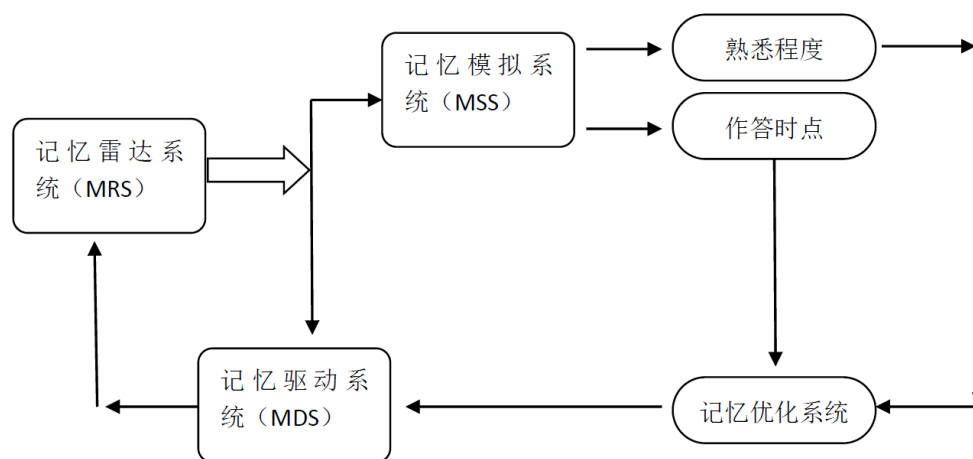 记忆模拟系
统（MSS）
熟悉程度
作答时点
记忆雷达系
统（MRS）
记忆驱动系
统（MDS）
记忆优化系统